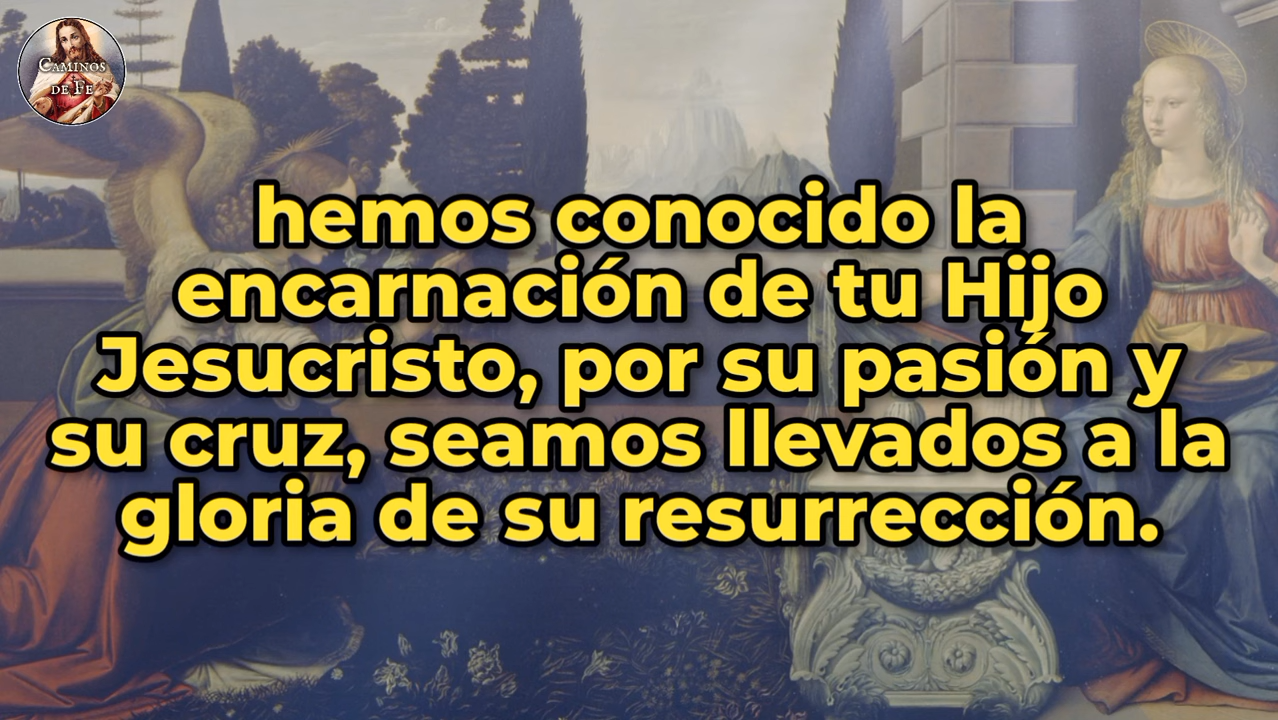 CAMINOS
DE FE
hemos conocido la
encarnación de tu Hijo
Jesucristo, por su pasión y
su cruz, seamos llevados a la
gloria de su resurrección.